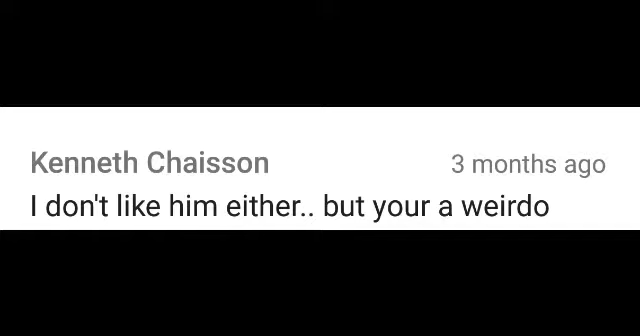 Kenneth Chaisson 3 months ago
I don't like him either.. but your a weirdo